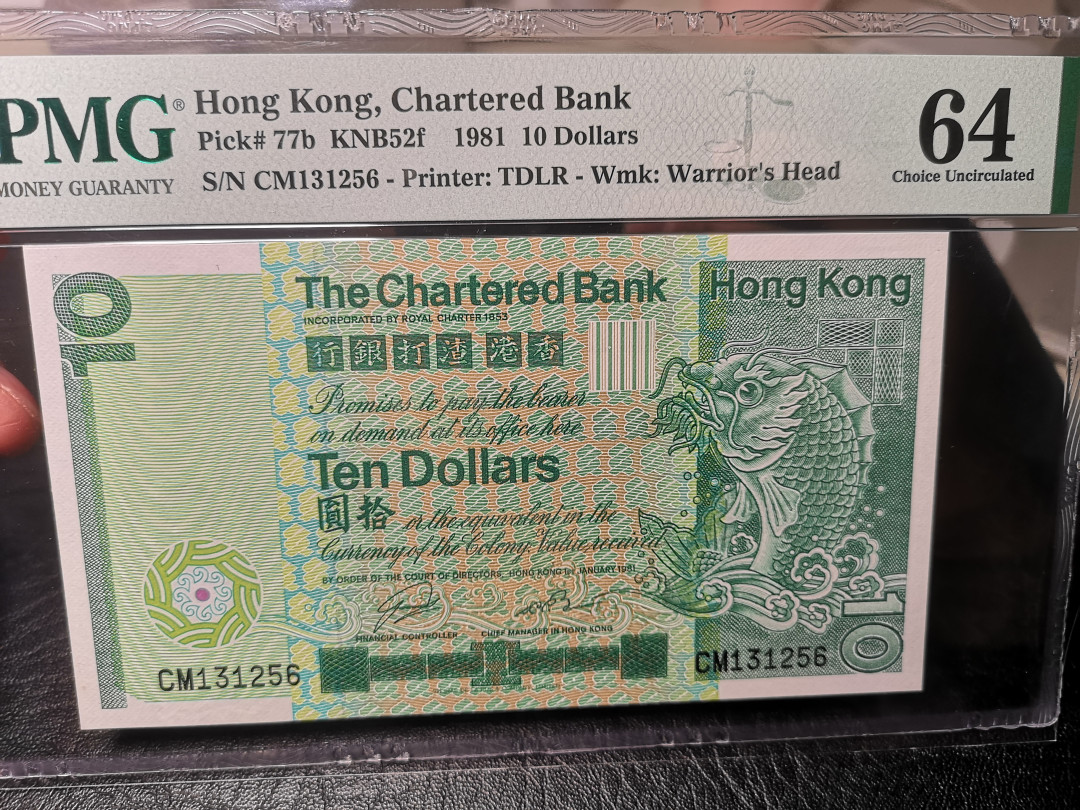 PMG®
MONEY GUARANTY
Hong Kong, Chartered Bank
Pick# 77b KNB52f 1981 10 Dollars
S/N CM131256 - Printer: TDLR - Wmk: Warrior's Head
64
Choice Uncirculated
10
The Chartered Bank
Hong Kong
INCORPORATED BY ROYAL CHARTER 1853
香港渣打銀行
Promises to pay the bearer
on demand at its office here
Ten Dollars
拾圓 or the equivalent in the
Currency of the Colony. Value received
BY ORDER OF THE COURT OF DIRECTORS, HONG KONG 1ST JANUARY 1981.
FINANCIAL CONTROLLER
CHIEF MANAGER IN HONG KONG
10
CM131256
CM131256